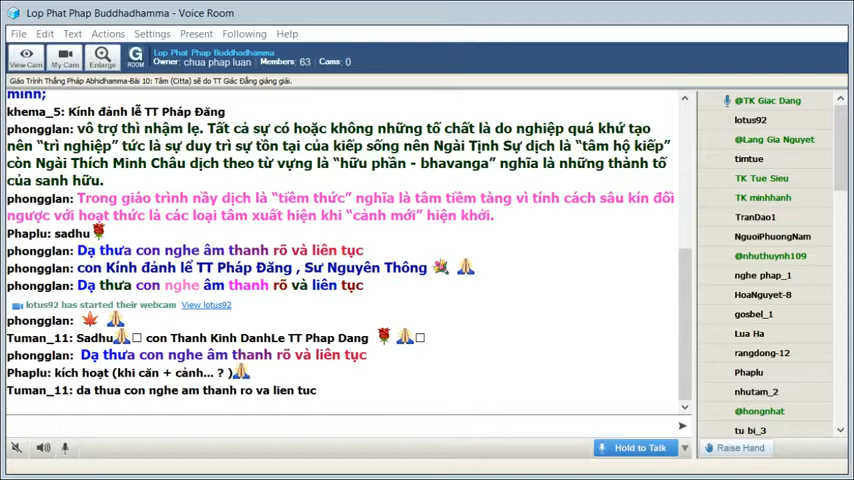 Lop Phat Phap Buddhadhamma - Voice Room
File Edit Text Actions Settings Present Following Help
View Cam My Cam Enlarge G ROOM
Lop Phat Phap Buddhadhamma
Owner: chua phap luan Members: 63 Cams: 0
Giáo Trình Thắng Pháp Abhidhamma-Bài 10: Tâm (Citta) sẽ do TT Giác Đẳng giảng giải.
minh;
khema_5: Kính đảnh lễ TT Pháp Đăng
phongglan: vô trợ thì nhậm lẹ. Tất cả sự có hoặc không những tố chất là do nghiệp quá khứ tạo
nên “trì nghiệp” tức là sự duy trì sự tồn tại của kiếp sống nên Ngài Tịnh Sự dịch là “tâm hộ kiếp”
còn Ngài Thích Minh Châu dịch theo từ vựng là “hữu phần - bhavanga” nghĩa là những thành tố
của sanh hữu.
phongglan: Trong giáo trình nầy dịch là “tiềm thức” nghĩa là tâm tiềm tàng vì tính cách sâu kín đối
ngược với hoạt thức là các loại tâm xuất hiện khi “cảnh mới” hiện khởi.
Phaplu: sadhu
phongglan: Dạ thưa con nghe âm thanh rõ và liên tục
phongglan: con Kính đảnh lể TT Pháp Đăng , Sư Nguyên Thông
phongglan: Dạ thưa con nghe âm thanh rõ và liên tục
lotus92 has started their webcam View lotus92
phongglan:
Tuman_11: Sadhu con Thanh Kinh DanhLe TT Phap Dang
phongglan: Dạ thưa con nghe âm thanh rõ và liên tục
Phaplu: kích hoạt (khi căn + cảnh... ? )
Tuman_11: da thua con nghe am thanh ro va lien tuc
Hold to Talk
Raise Hand
@TK Giac Dang
lotus92
@Lang Gia Nguyet
timtue
TK Tue Sieu
TK minhhanh
TranDao1
NguoiPhuongNam
@nhuthuynh109
nghe phap_1
HoaNguyet-8
gosbel_1
Lua Ha
rangdong-12
Phaplu
nhutam_2
@hongnhat
tu bi_3